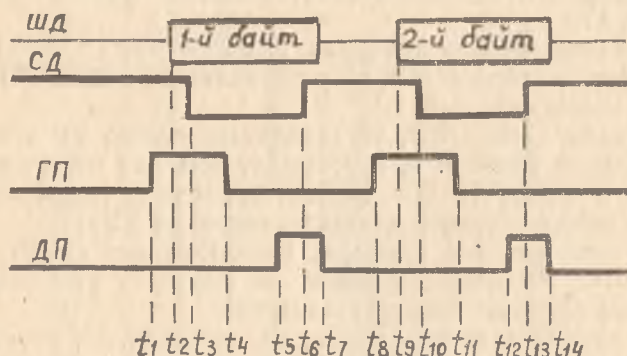 ШД
1-й байт
2-й байт
СД
ГП
ДП
t1 t2 t3 t4 t5 t6 t7 t8 t9 t10 t11 t12 t13 t14